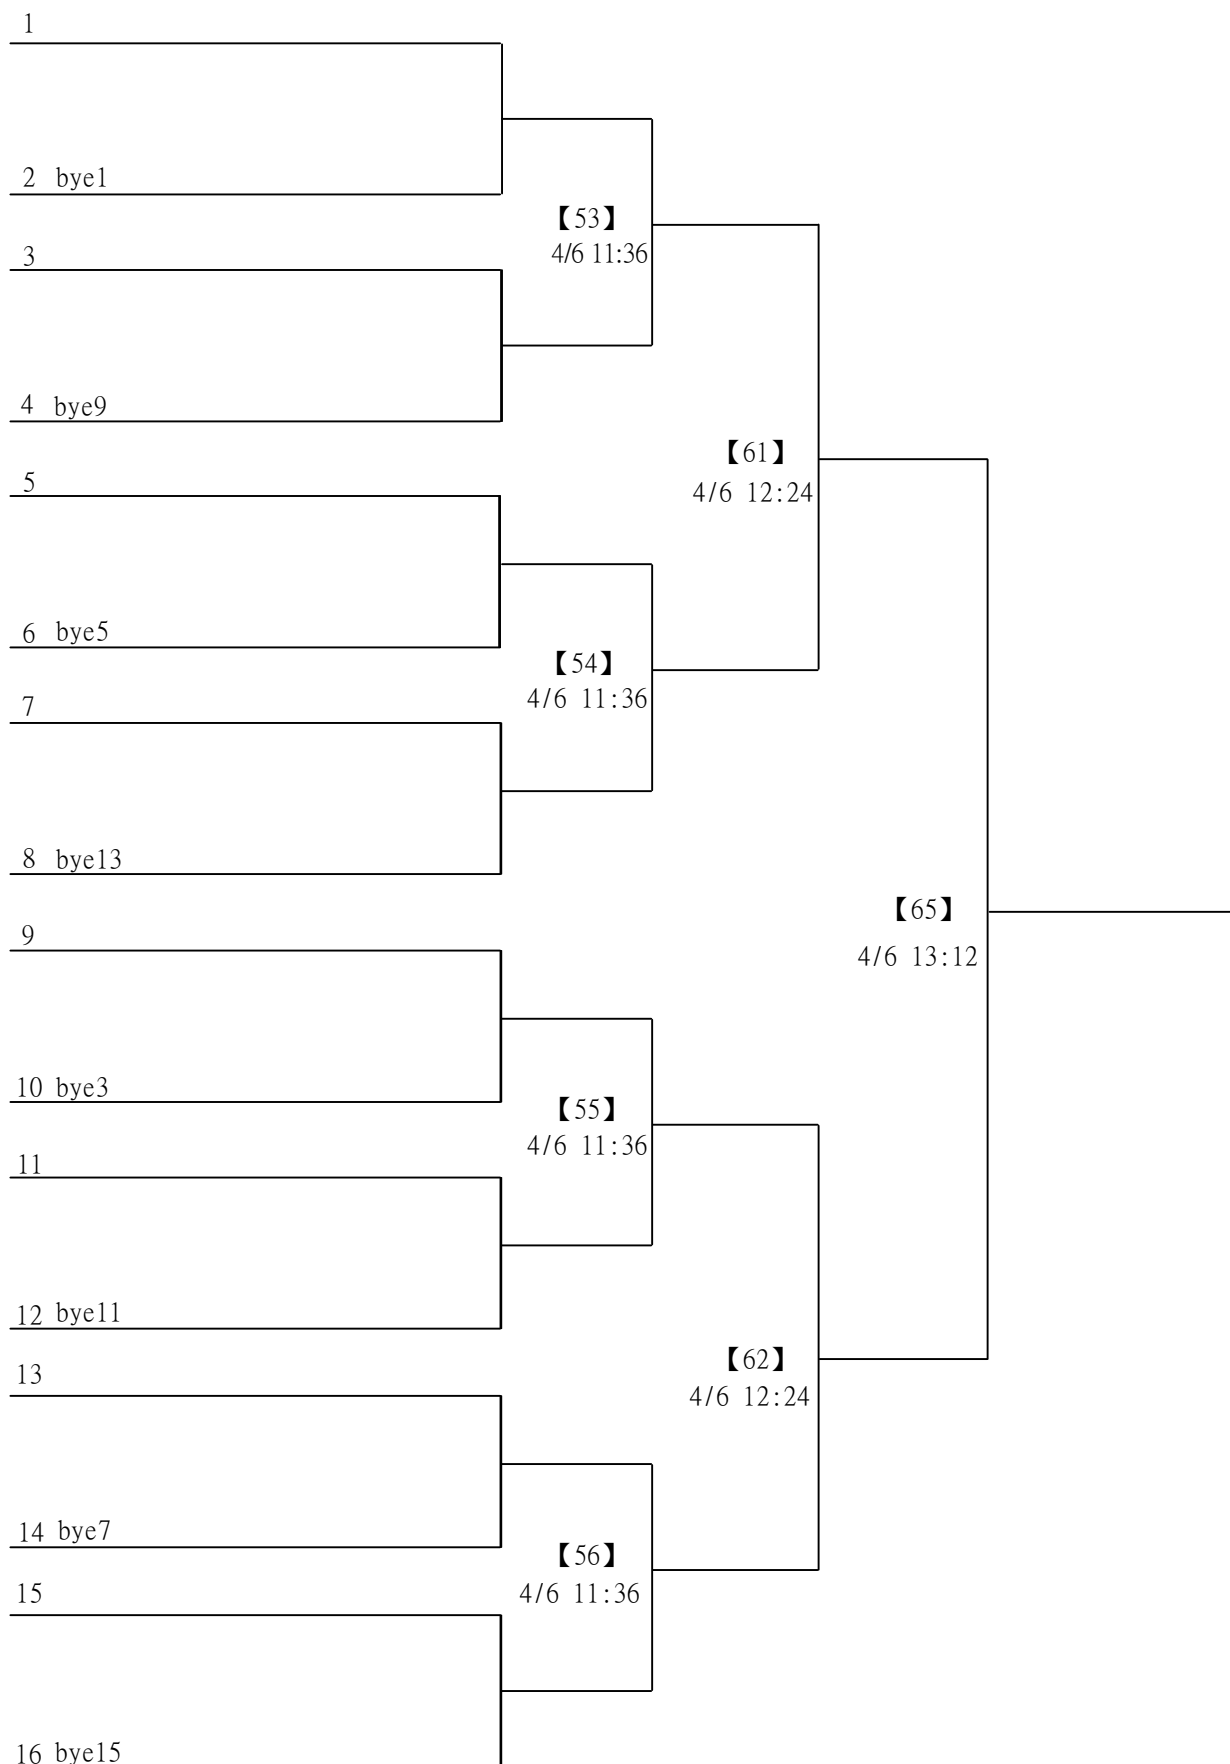 1
2 bye1
【53】
4/6 11:36
3
4 bye9
【61】
4/6 12:24
5
6 bye5
【54】
4/6 11:36
7
8 bye13
【65】
4/6 13:12
9
10 bye3
【55】
4/6 11:36
11
12 bye11
【62】
4/6 12:24
13
14 bye7
【56】
4/6 11:36
15
16 bye15